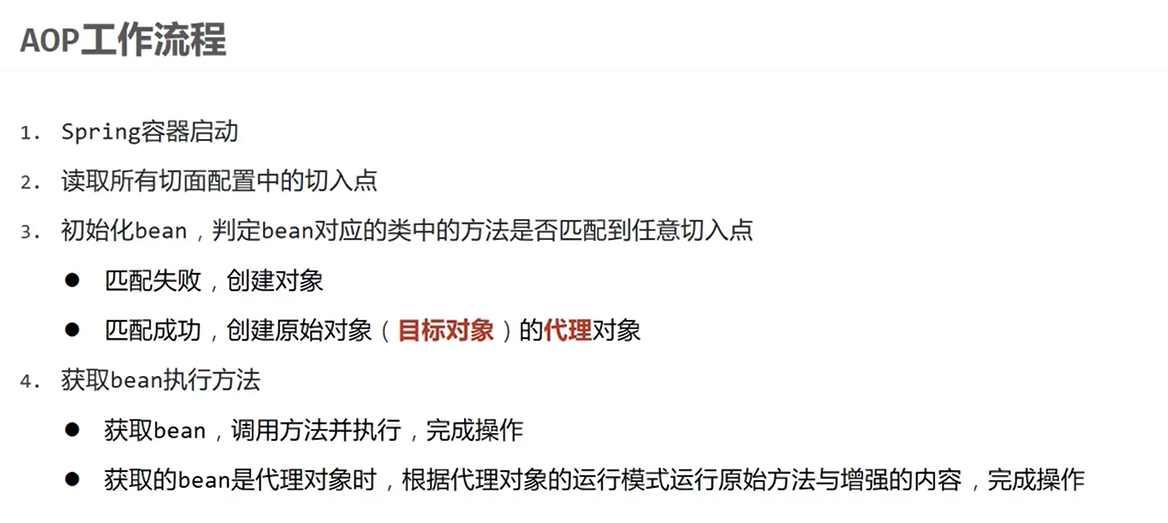 AOP工作流程
1. Spring容器启动
2. 读取所有切面配置中的切入点
3. 初始化bean，判定bean对应的类中的方法是否匹配到任意切入点
● 匹配失败，创建对象
● 匹配成功，创建原始对象（目标对象）的代理对象
4. 获取bean执行方法
● 获取bean，调用方法并执行，完成操作
● 获取的bean是代理对象时，根据代理对象的运行模式运行原始方法与增强的内容，完成操作